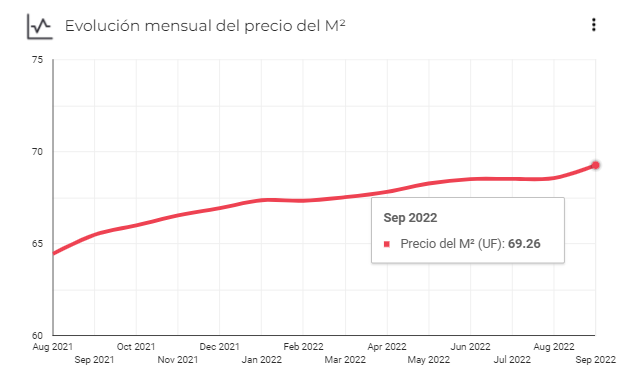 Evolución mensual del precio del M²
75
70
65
60
Sep 2022
Precio del M² (UF): 69.26
Aug 2021
Sep 2021
Oct 2021
Nov 2021
Dec 2021
Jan 2022
Feb 2022
Mar 2022
Apr 2022
May 2022
Jun 2022
Jul 2022
Aug 2022
Sep 2022